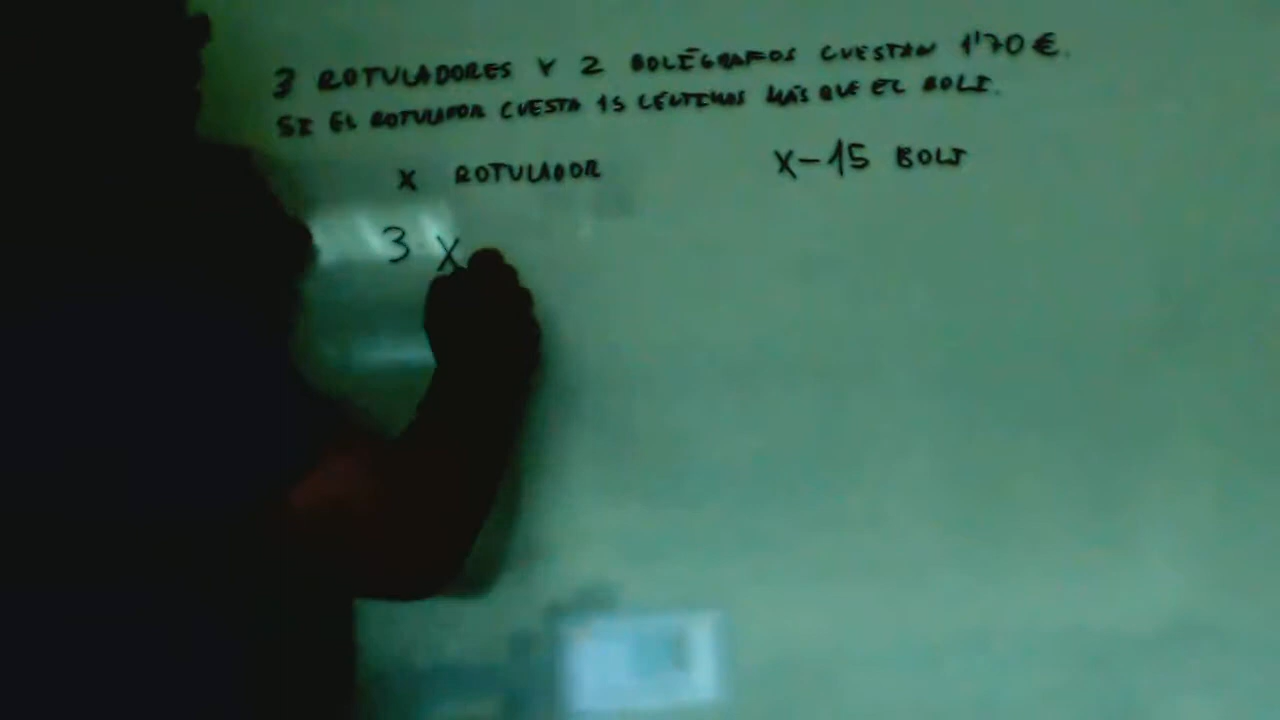 3 ROTULADORES Y 2 BOLÍGRAFOS CUESTAN 1'70 €.
SI EL ROTULADOR CUESTA 15 CÉNTIMOS MÁS QUE EL BOLI.
X ROTULADOR X-15 BOLI
3 X